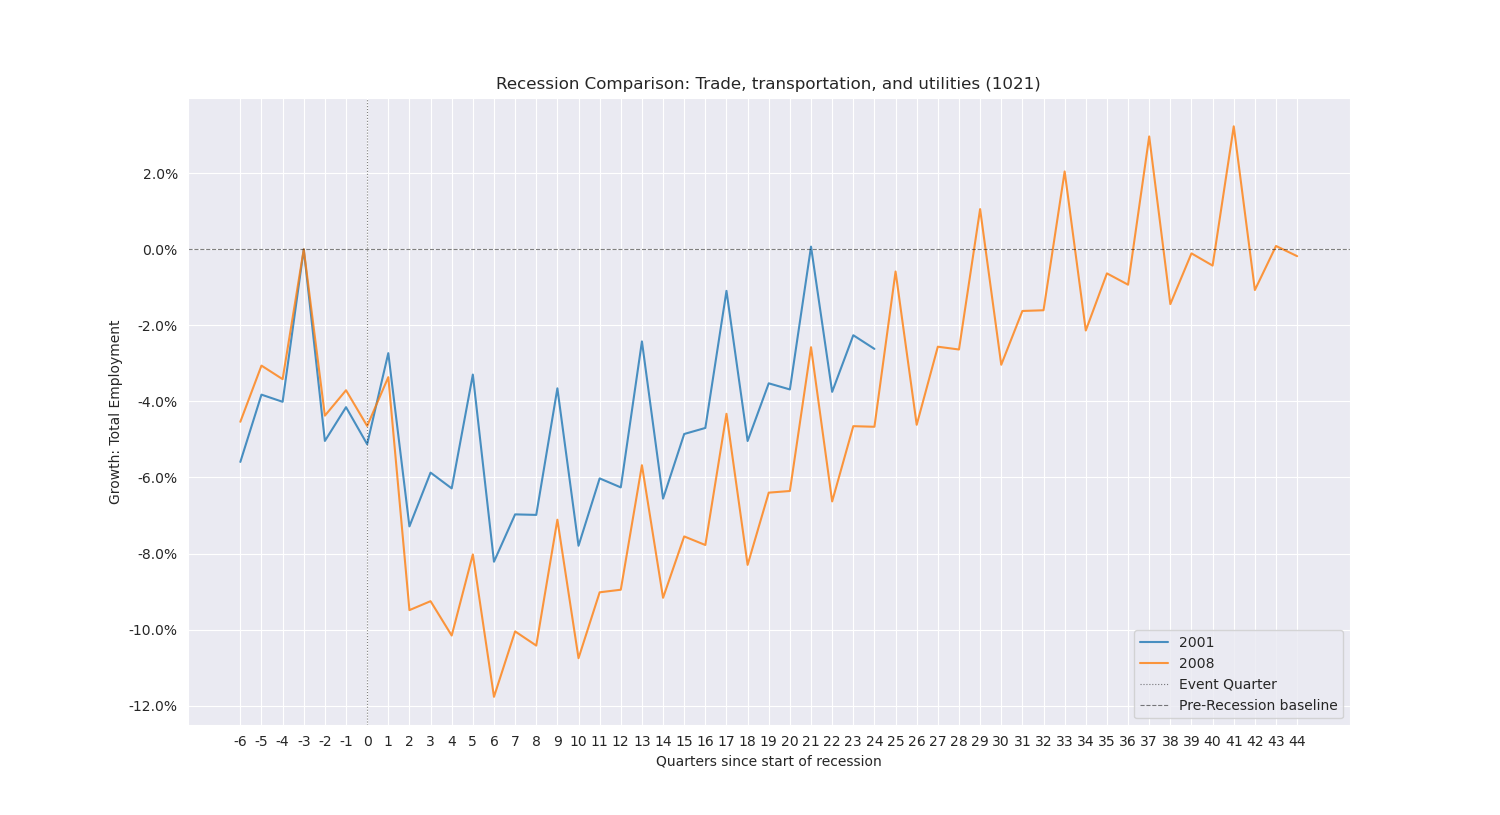 Recession Comparison: Trade, transportation, and utilities (1021)
Growth: Total Employment
2.0%
0.0%
-2.0%
-4.0%
-6.0%
-8.0%
-10.0%
-12.0%
2001
2008
Event Quarter
Pre-Recession baseline
-6 -5 -4 -3 -2 -1 0 1 2 3 4 5 6 7 8 9 10 11 12 13 14 15 16 17 18 19 20 21 22 23 24 25 26 27 28 29 30 31 32 33 34 35 36 37 38 39 40 41 42 43 44
Quarters since start of recession